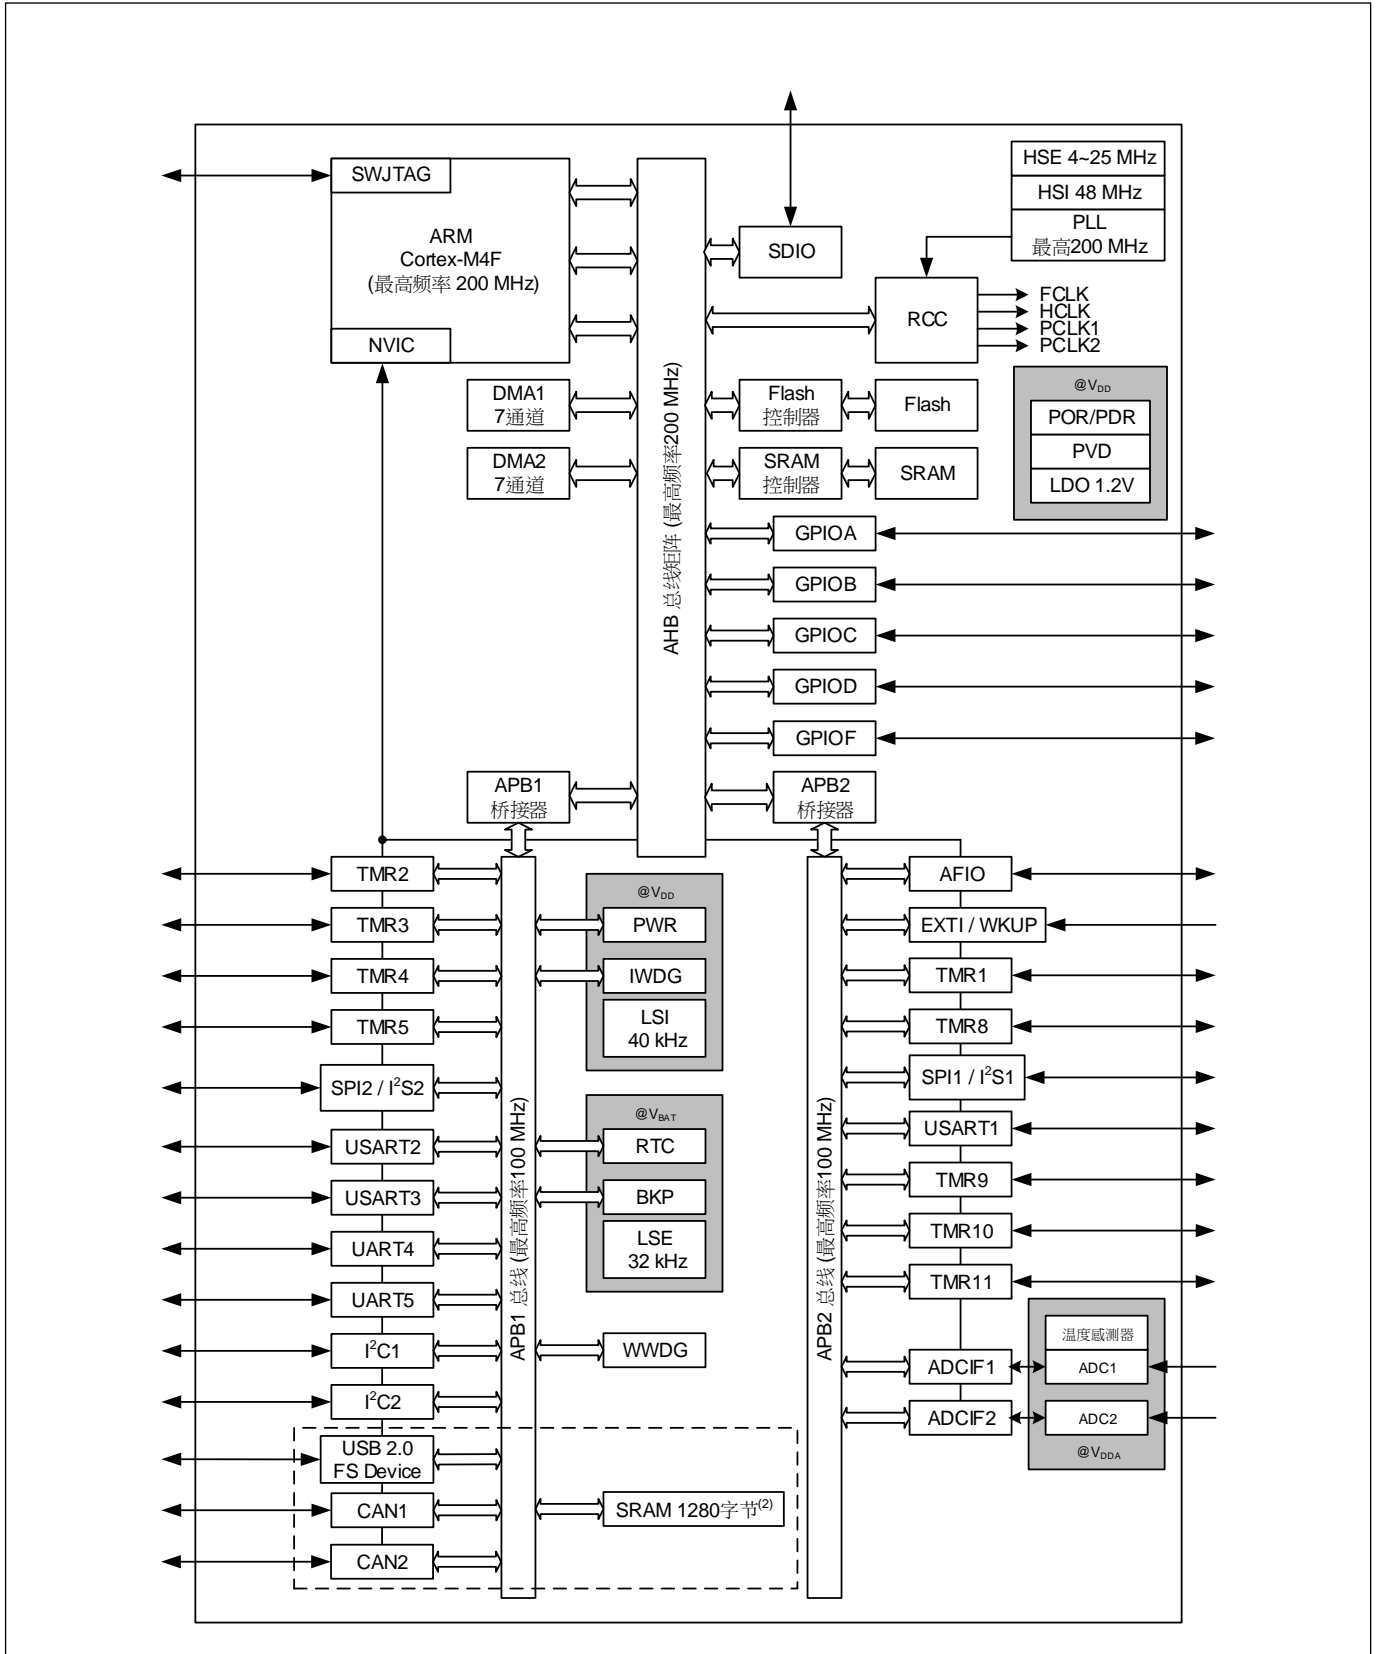 HSE 4~25 MHz
HSI 48 MHz
PLL
最高200 MHz
SWJTAG
ARM
Cortex-M4F
(最高频率 200 MHz)
NVIC
SDIO
RCC
FCLK
HCLK
PCLK1
PCLK2
AHB 总线矩阵 (最高频率200 MHz)
DMA1
7通道
DMA2
7通道
Flash
控制器
Flash
SRAM
控制器
SRAM
@VDD
POR/PDR
PVD
LDO 1.2V
GPIOA
GPIOB
GPIOC
GPIOD
GPIOF
APB1
桥接器
APB2
桥接器
TMR2
TMR3
TMR4
TMR5
SPI2 / I²S2
USART2
USART3
UART4
UART5
I²C1
I²C2
USB 2.0
FS Device
CAN1
CAN2
APB1 总线 (最高频率100 MHz)
@VDD
PWR
IWDG
LSI
40 kHz
@VBAT
RTC
BKP
LSE
32 kHz
WWDG
SRAM 1280字节(2)
APB2 总线 (最高频率100 MHz)
AFIO
EXTI / WKUP
TMR1
TMR8
SPI1 / I²S1
USART1
TMR9
TMR10
TMR11
ADCIF1
ADCIF2
温度感测器
ADC1
ADC2
@VDDA